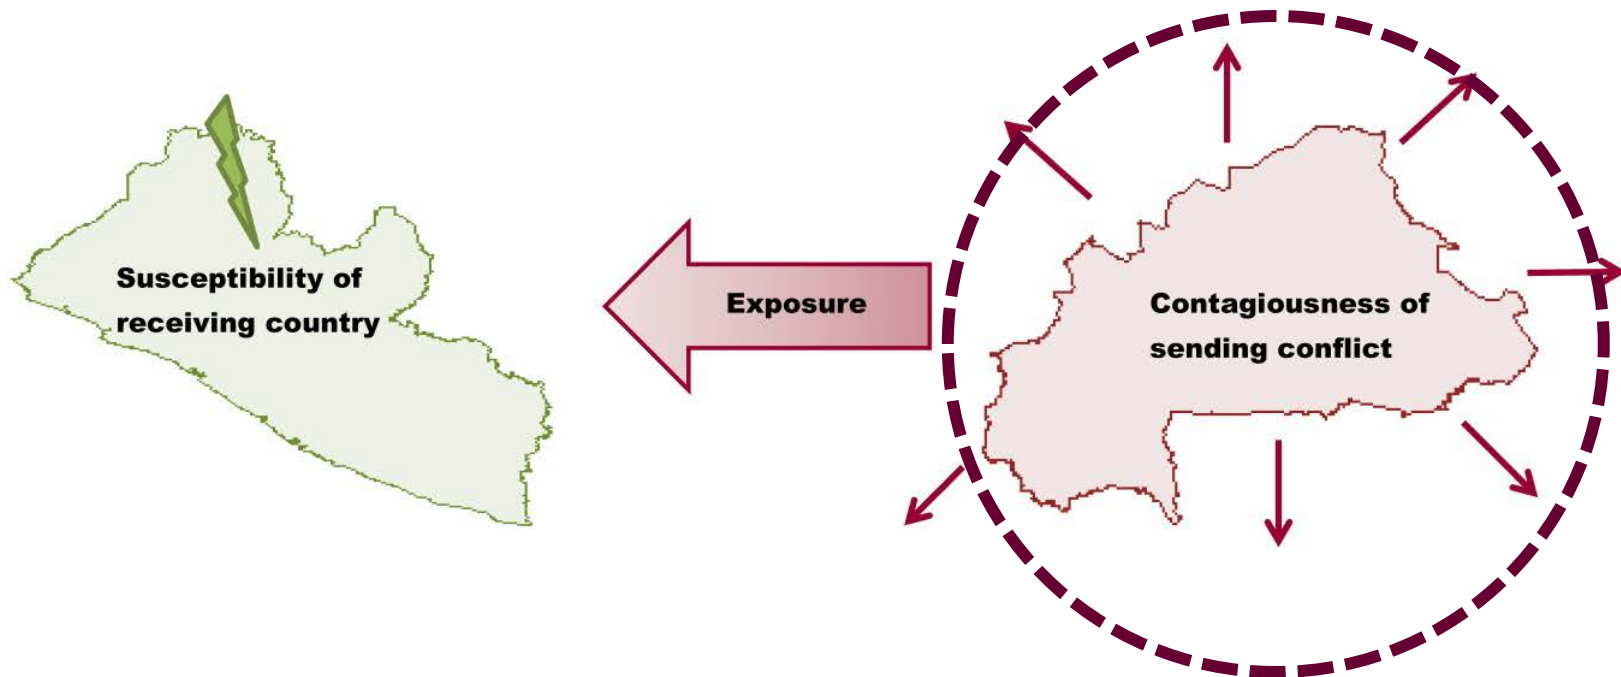 Susceptibility of
receiving country
Exposure
Contagiousness of
sending conflict